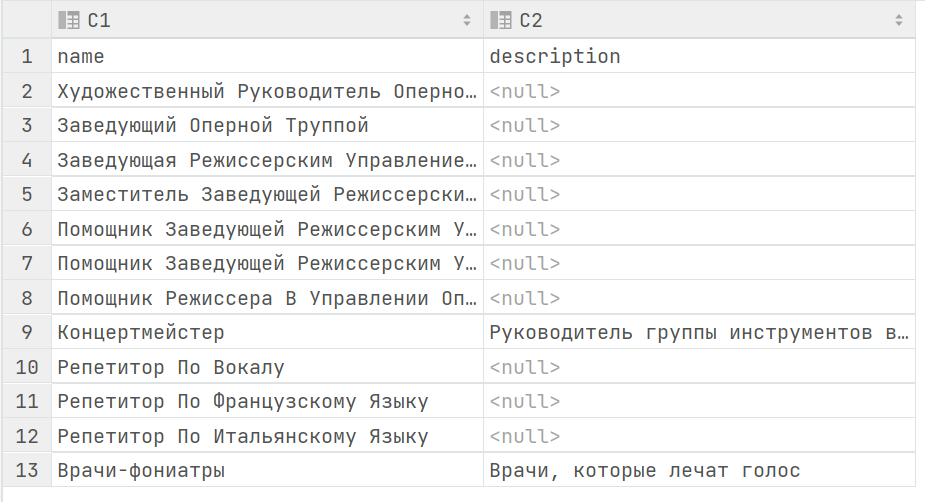 C1 C2
1 name description
2 Художественный Руководитель Оперно… <null>
3 Заведующий Оперной Труппой <null>
4 Заведующая Режиссерским Управление… <null>
5 Заместитель Заведующей Режиссерски… <null>
6 Помощник Заведующей Режиссерским У… <null>
7 Помощник Заведующей Режиссерским У… <null>
8 Помощник Режиссера В Управлении Оп… <null>
9 Концертмейстер Руководитель группы инструментов в…
10 Репетитор По Вокалу <null>
11 Репетитор По Французскому Языку <null>
12 Репетитор По Итальянскому Языку <null>
13 Врачи-фониатры Врачи, которые лечат голос